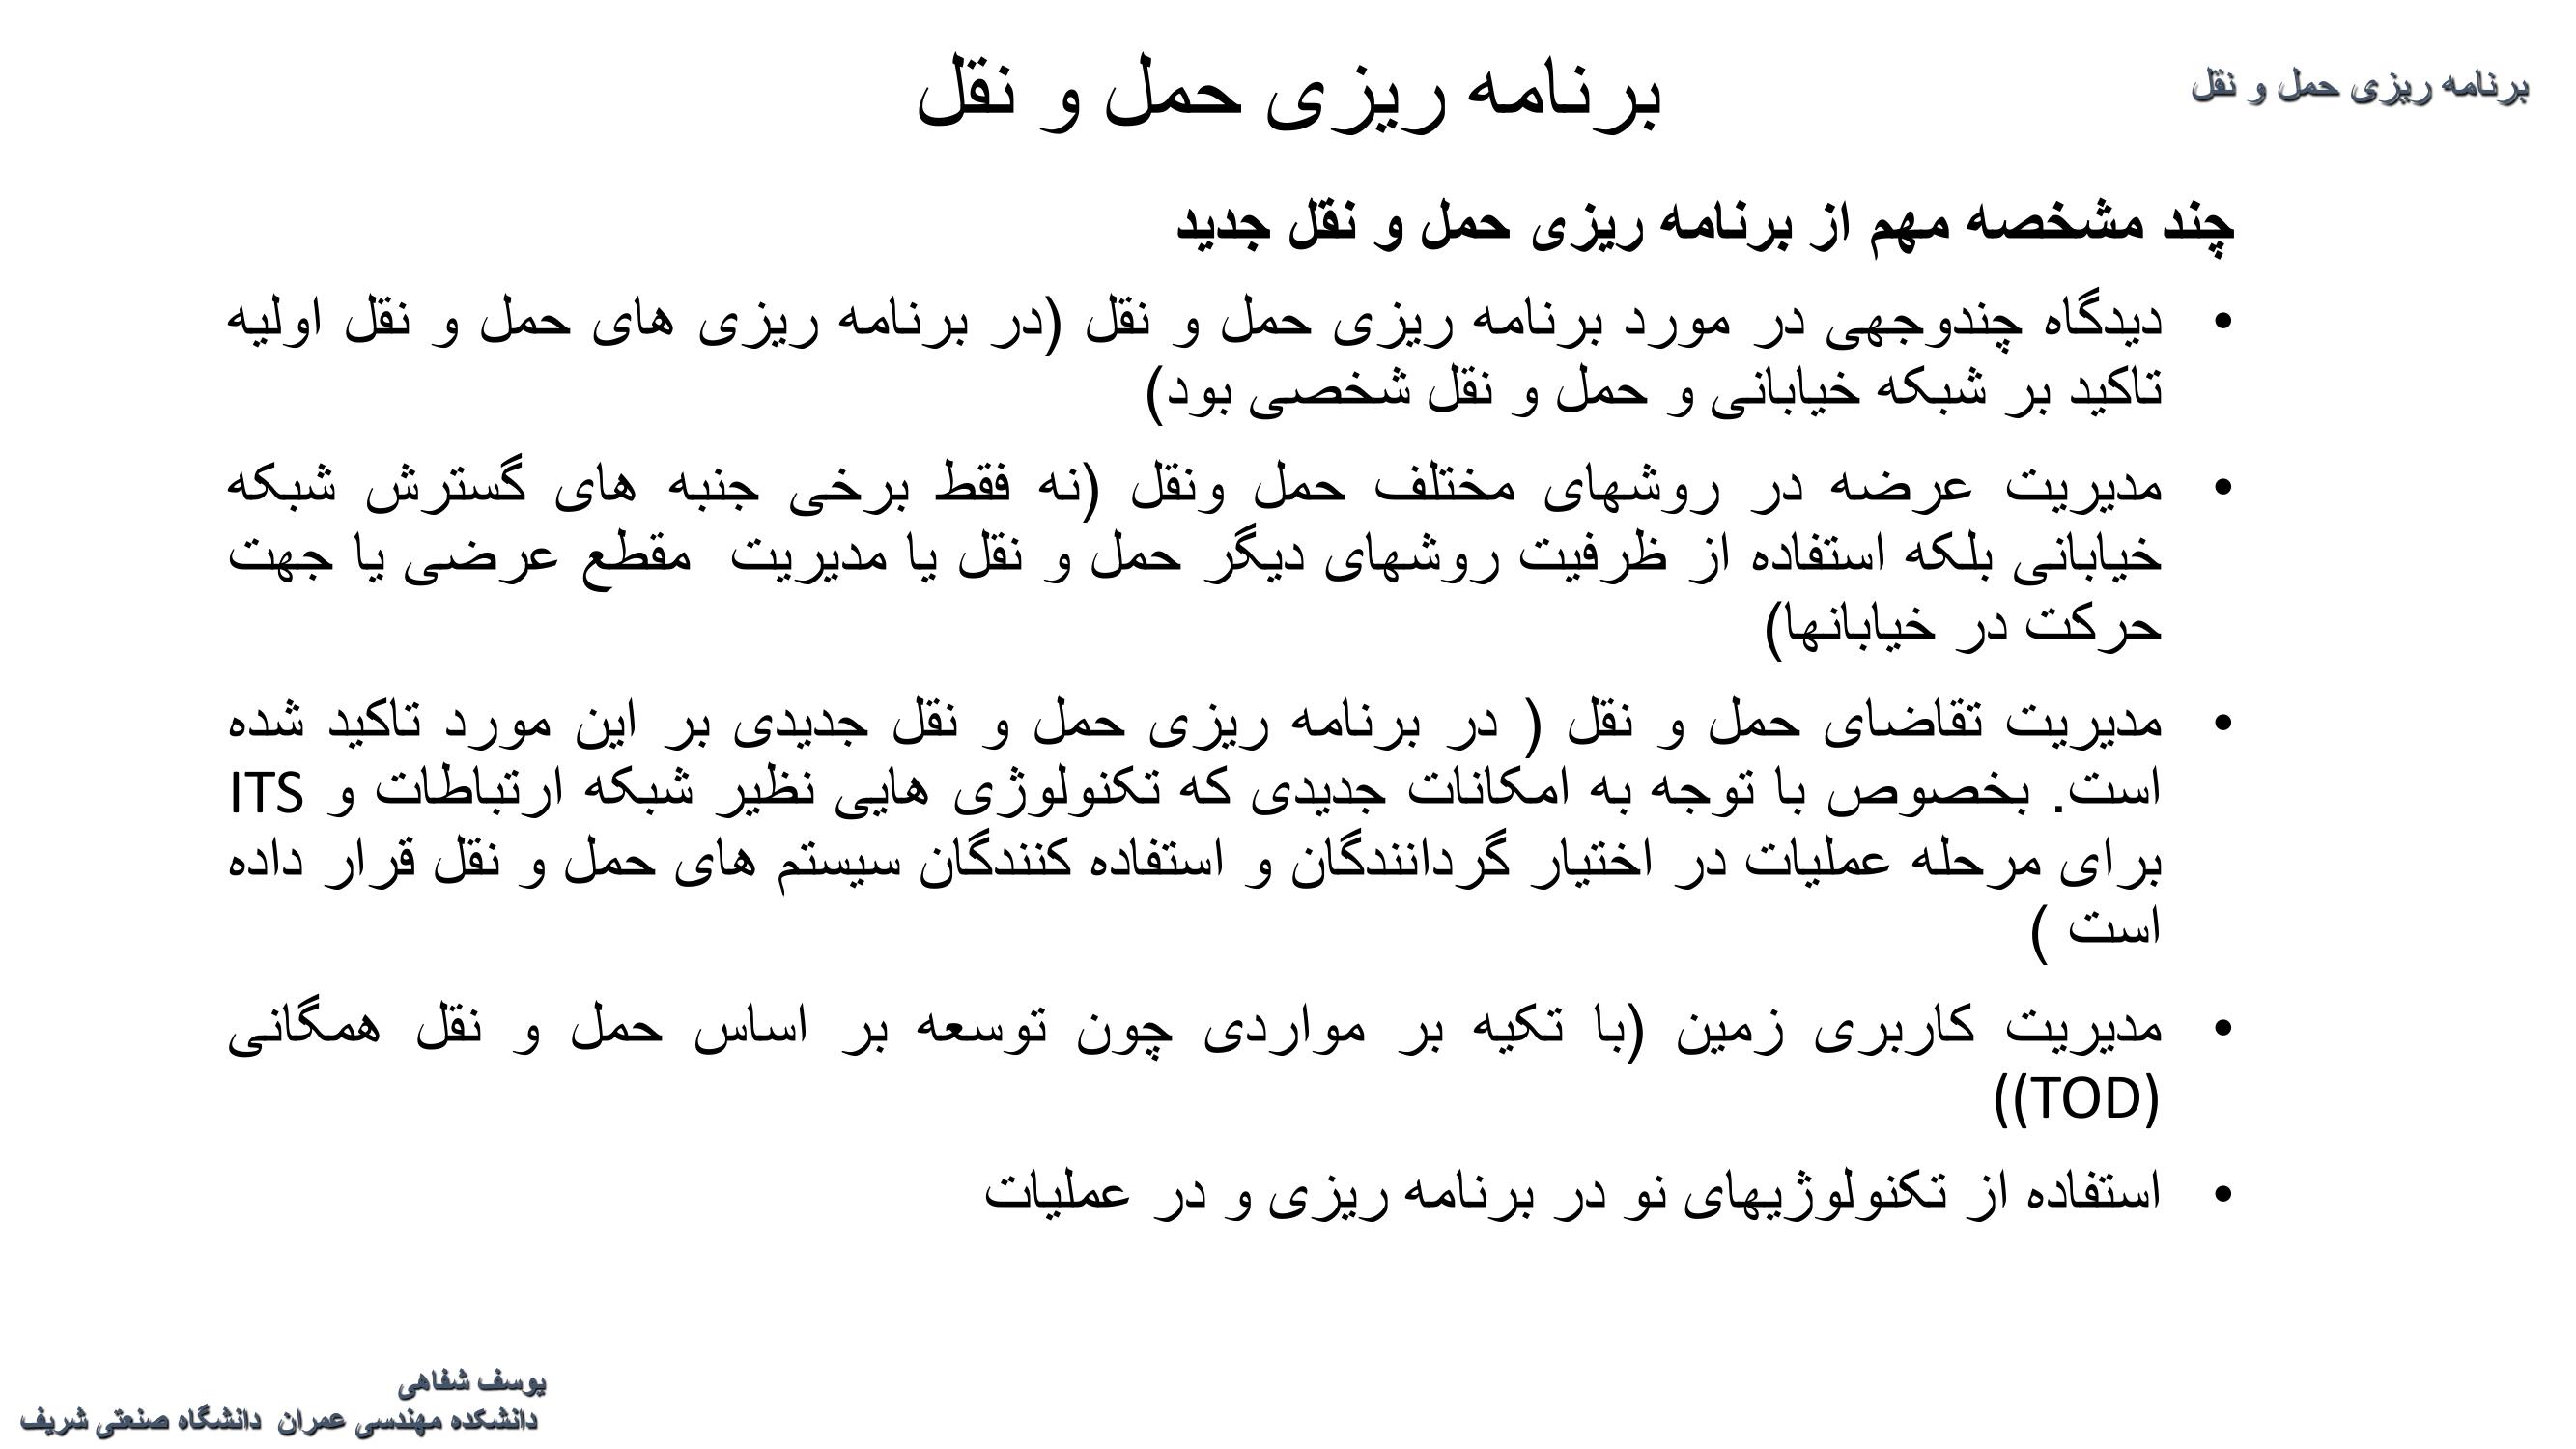 برنامه ریزی حمل و نقل
برنامه ریزی حمل و نقل
چند مشخصه مهم از برنامه ریزی حمل و نقل جدید
• دیدگاه چندوجهی در مورد برنامه ریزی حمل و نقل (در برنامه ریزی های حمل و نقل اولیه
تاکید بر شبکه خیابانی و حمل و نقل شخصی بود)
• مدیریت عرضه در روشهای مختلف حمل ونقل (نه فقط برخی جنبه های گسترش شبکه
خیابانی بلکه استفاده از ظرفیت روشهای دیگر حمل و نقل یا مدیریت  مقطع عرضی یا جهت
حرکت در خیابانها)
• مدیریت تقاضای حمل و نقل ( در برنامه ریزی حمل و نقل جدیدی بر این مورد تاکید شده
است. بخصوص با توجه به امکانات جدیدی که تکنولوژی هایی نظیر شبکه ارتباطات و ITS
برای مرحله عملیات در اختیار گردانندگان و استفاده کنندگان سیستم های حمل و نقل قرار داده
است )
• مدیریت کاربری زمین (با تکیه بر مواردی چون توسعه بر اساس حمل و نقل همگانی
(TOD))
• استفاده از تکنولوژیهای نو در برنامه ریزی و در عملیات
یوسف شفاهی
دانشکده مهندسی عمران  دانشگاه صنعتی شریف